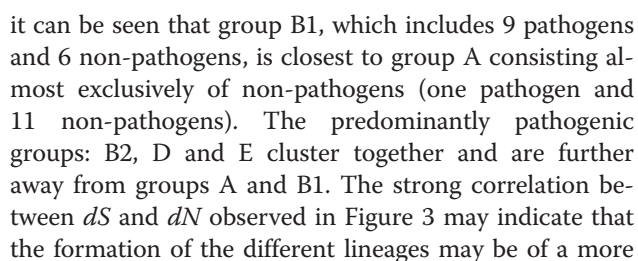 it can be seen that group B1, which includes 9 pathogens
and 6 non-pathogens, is closest to group A consisting al-
most exclusively of non-pathogens (one pathogen and
11 non-pathogens). The predominantly pathogenic
groups: B2, D and E cluster together and are further
away from groups A and B1. The strong correlation be-
tween dS and dN observed in Figure 3 may indicate that
the formation of the different lineages may be of a more